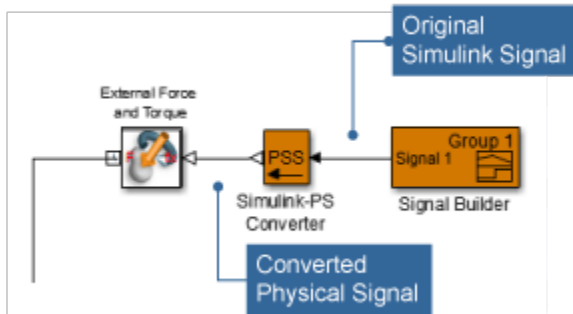 Original
Simulink Signal
External Force
and Torque
Group 1
Signal 1
PSS
Simulink-PS
Converter
Signal Builder
Converted
Physical Signal